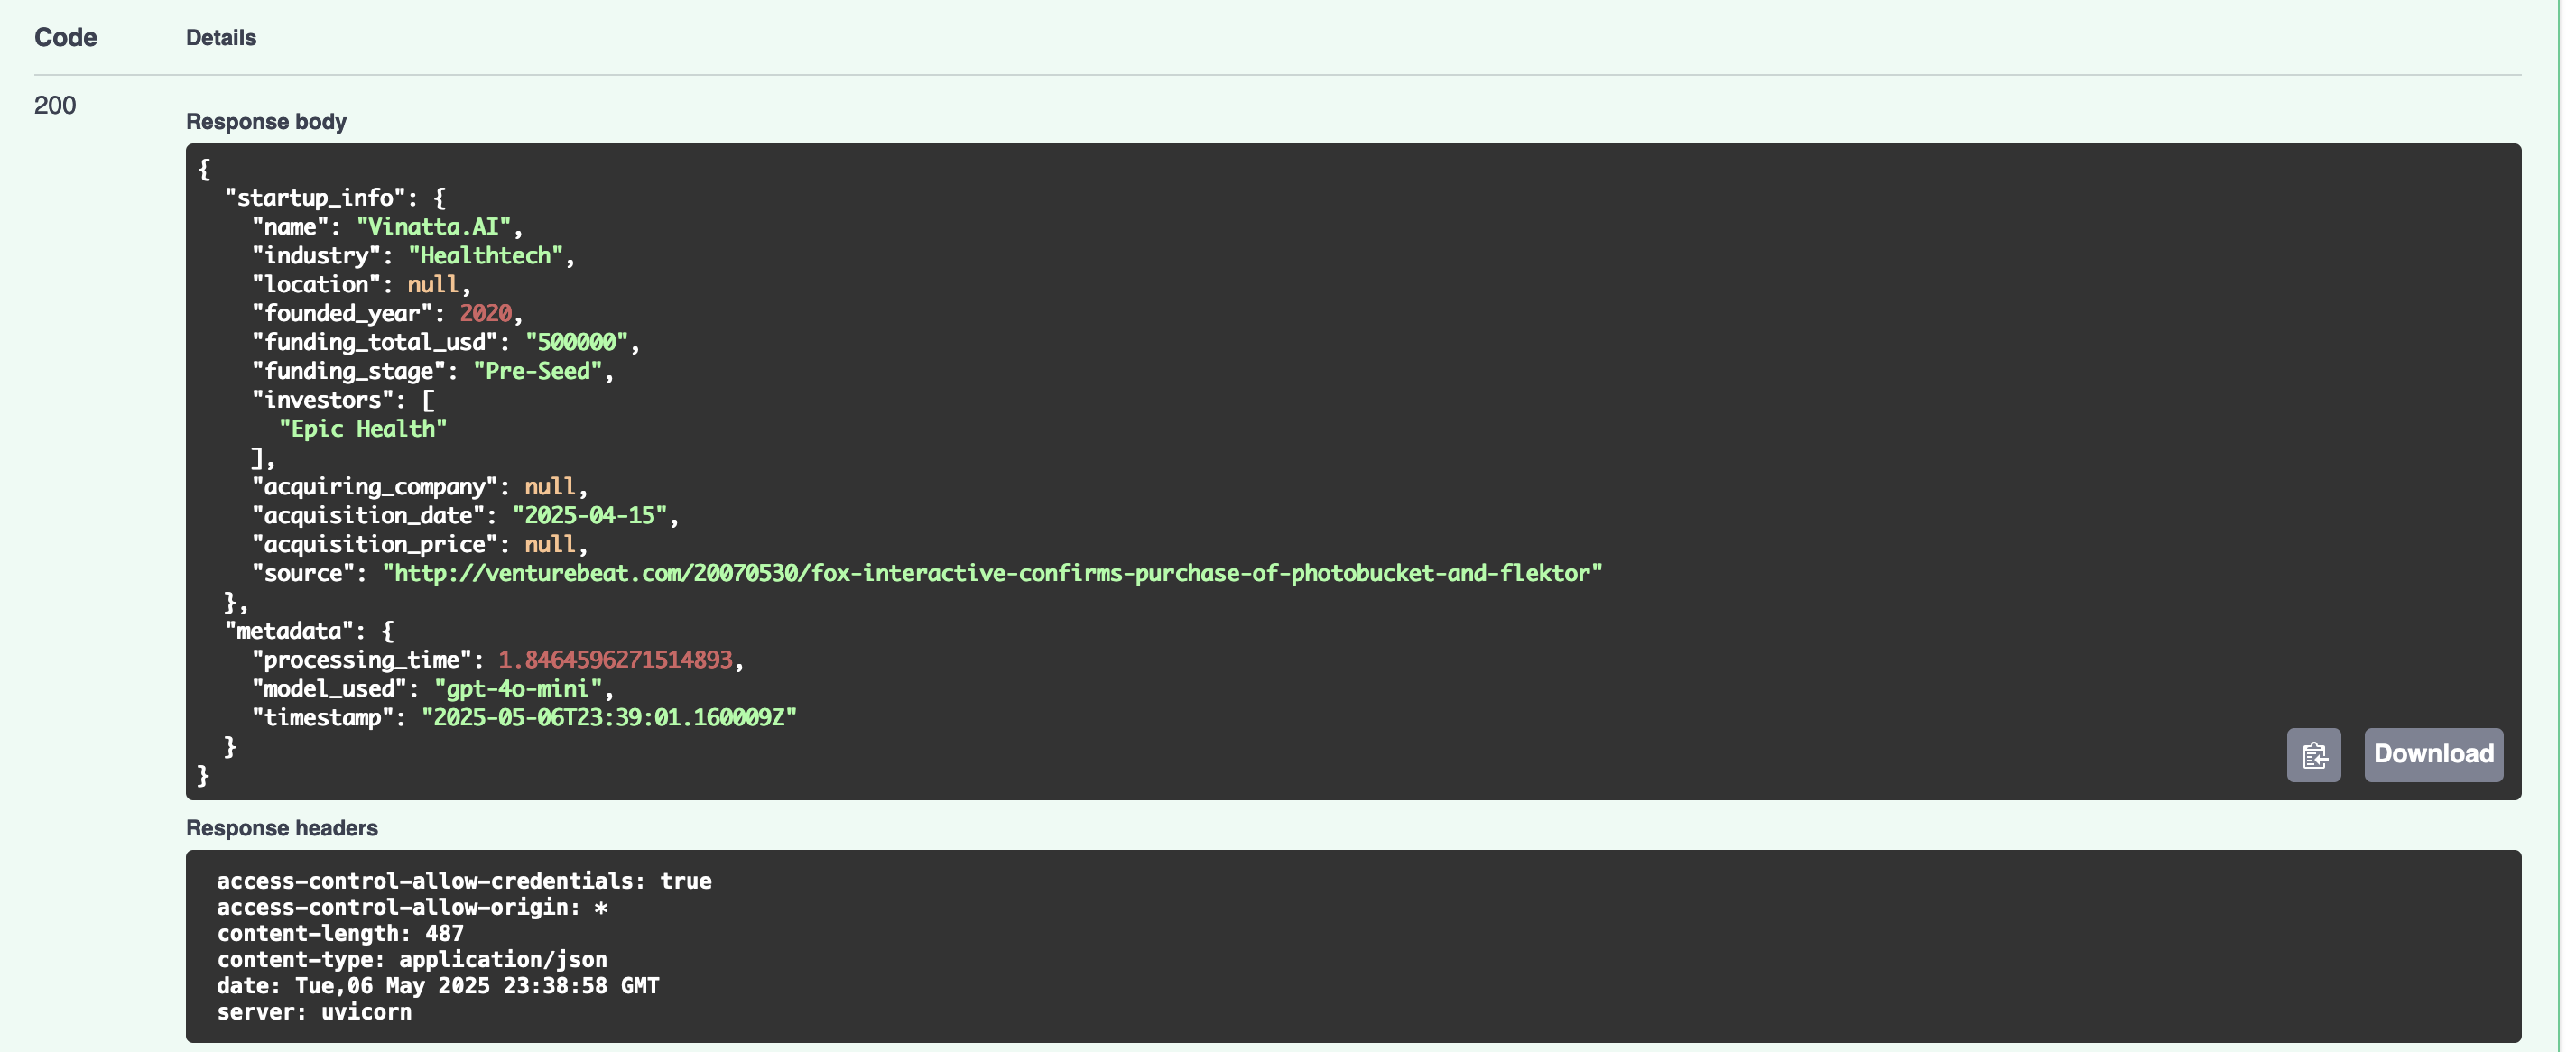 Code Details
200
Response body
{
  "startup_info": {
    "name": "Vinatta.AI",
    "industry": "Healthtech",
    "location": null,
    "founded_year": 2020,
    "funding_total_usd": "500000",
    "funding_stage": "Pre-Seed",
    "investors": [
      "Epic Health"
    ],
    "acquiring_company": null,
    "acquisition_date": "2025-04-15",
    "acquisition_price": null,
    "source": "http://venturebeat.com/20070530/fox-interactive-confirms-purchase-of-photobucket-and-flektor"
  },
  "metadata": {
    "processing_time": 1.8464596271514893,
    "model_used": "gpt-4o-mini",
    "timestamp": "2025-05-06T23:39:01.160009Z"
  }
}
Download
Response headers
access-control-allow-credentials: true
access-control-allow-origin: *
content-length: 487
content-type: application/json
date: Tue,06 May 2025 23:38:58 GMT
server: uvicorn